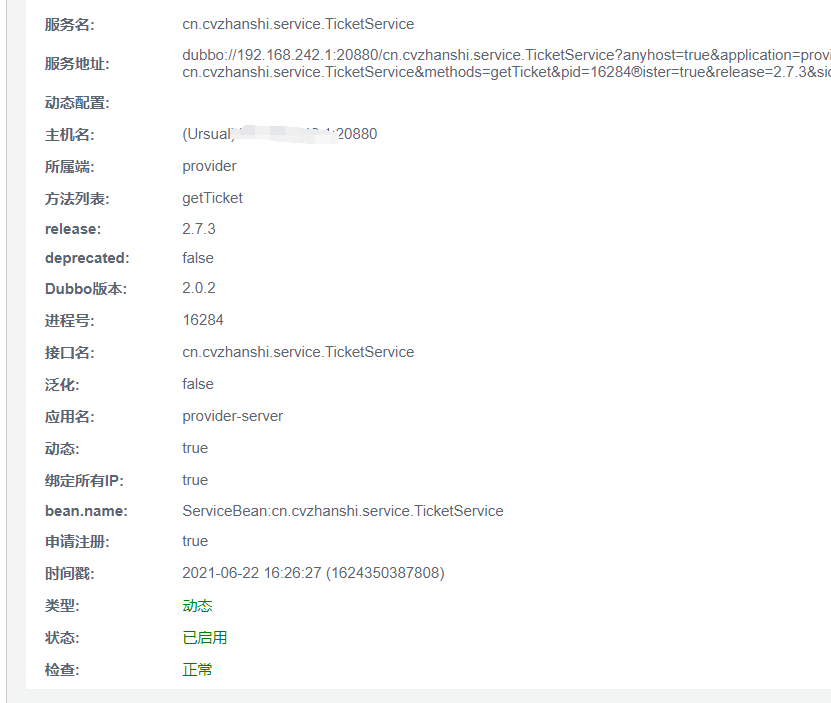 服务名: cn.cvzhanshi.service.TicketService
服务地址: dubbo://192.168.242.1:20880/cn.cvzhanshi.service.TicketService?anyhost=true&application=provi
cn.cvzhanshi.service.TicketService&methods=getTicket&pid=16284®ister=true&release=2.7.3&sid
动态配置:
主机名: (Ursual) :20880
所属端: provider
方法列表: getTicket
release: 2.7.3
deprecated: false
Dubbo版本: 2.0.2
进程号: 16284
接口名: cn.cvzhanshi.service.TicketService
泛化: false
应用名: provider-server
动态: true
绑定所有IP: true
bean.name: ServiceBean:cn.cvzhanshi.service.TicketService
申请注册: true
时间戳: 2021-06-22 16:26:27 (1624350387808)
类型: 动态
状态: 已启用
检查: 正常